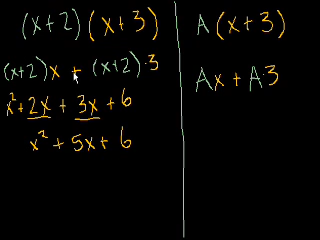 (x+2)(x+3)
(x+2)x + (x+2)·3
x²+2x + 3x + 6
x² + 5x + 6
A(x+3)
Ax + A·3